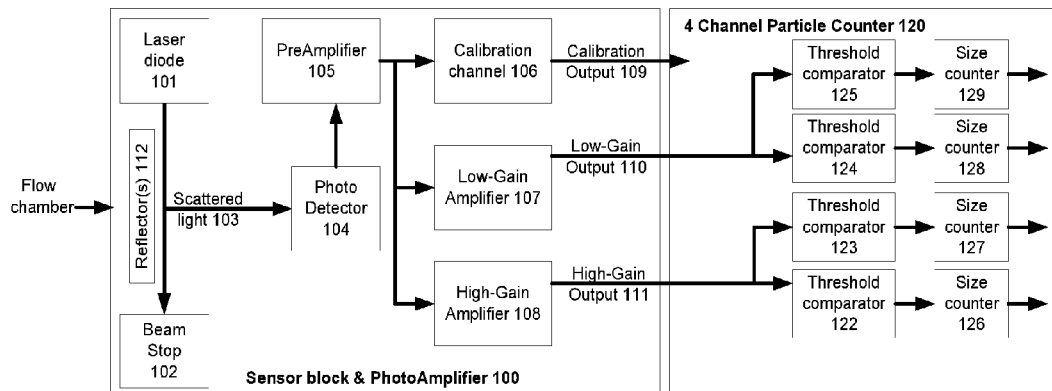 Laser
diode
101
PreAmplifier
105
Calibration
channel 106
Calibration
Output 109
4 Channel Particle Counter 120
Threshold
comparator
125
Size
counter
129
Reflector(s) 112
Flow
chamber
Scattered
light 103
Photo
Detector
104
Low-Gain
Amplifier
107
Low-Gain
Output 110
Threshold
comparator
124
Size
counter
128
Threshold
comparator
123
Size
counter
127
High-Gain
Amplifier 108
High-Gain
Output 111
Threshold
comparator
122
Size
counter
126
Beam
Stop
102
Sensor block & PhotoAmplifier 100